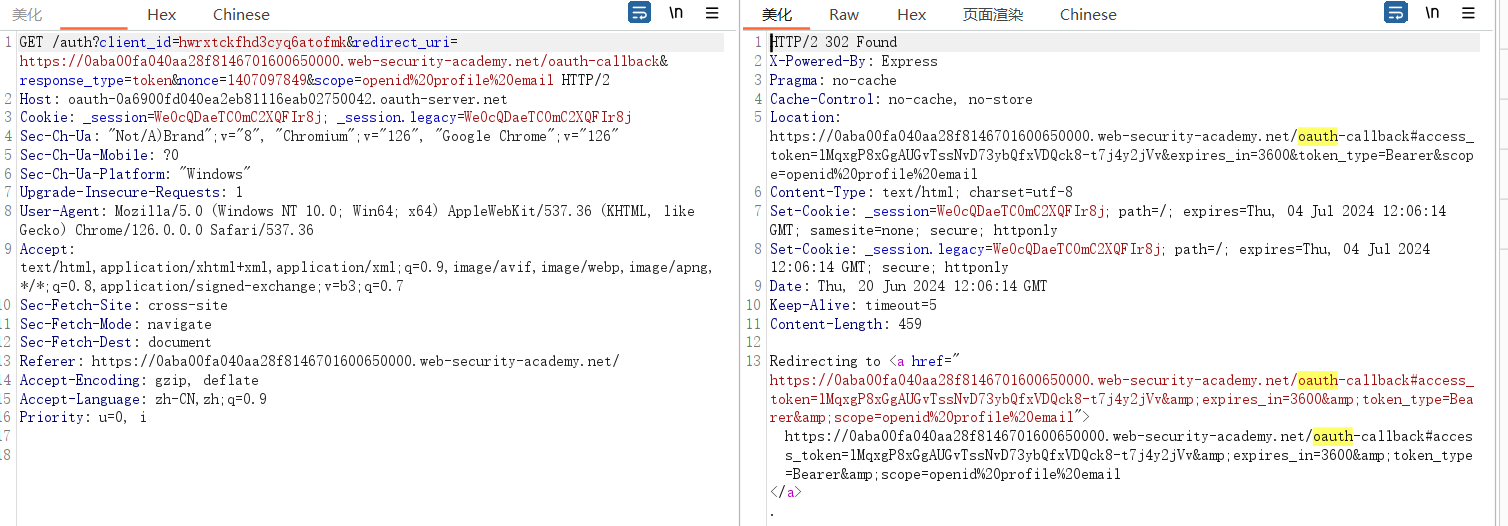 美化 Hex Chinese \n
1 GET /auth?client_id=hwrxtckfhd3cyq6atofmk&redirect_uri=
https://0aba00fa040aa28f8146701600650000.web-security-academy.net/oauth-callback&
response_type=token&nonce=1407097849&scope=openid%20profile%20email HTTP/2
2 Host: oauth-0a6900fd040ea2eb81116eab02750042.oauth-server.net
3 Cookie: _session=WeOcQDaeTCOmC2XQFIr8j; _session.legacy=WeOcQDaeTCOmC2XQFIr8j
4 Sec-Ch-Ua: "Not/A)Brand";v="8", "Chromium";v="126", "Google Chrome";v="126"
5 Sec-Ch-Ua-Mobile: ?0
6 Sec-Ch-Ua-Platform: "Windows"
7 Upgrade-Insecure-Requests: 1
8 User-Agent: Mozilla/5.0 (Windows NT 10.0; Win64; x64) AppleWebKit/537.36 (KHTML, like
Gecko) Chrome/126.0.0.0 Safari/537.36
9 Accept:
text/html,application/xhtml+xml,application/xml;q=0.9,image/avif,image/webp,image/apng,
*/*;q=0.8,application/signed-exchange;v=b3;q=0.7
10 Sec-Fetch-Site: cross-site
11 Sec-Fetch-Mode: navigate
12 Sec-Fetch-Dest: document
13 Referer: https://0aba00fa040aa28f8146701600650000.web-security-academy.net/
14 Accept-Encoding: gzip, deflate
15 Accept-Language: zh-CN,zh;q=0.9
16 Priority: u=0, i
17
18
美化 Raw Hex 页面渲染 Chinese \n
1 HTTP/2 302 Found
2 X-Powered-By: Express
3 Pragma: no-cache
4 Cache-Control: no-cache, no-store
5 Location:
https://0aba00fa040aa28f8146701600650000.web-security-academy.net/oauth-callback#access_
token=lMqxgP8xGgAUGvTssNvD73ybQfxVDQck8-t7j4y2jVv&expires_in=3600&token_type=Bearer&scop
e=openid%20profile%20email
6 Content-Type: text/html; charset=utf-8
7 Set-Cookie: _session=WeOcQDaeTCOmC2XQFIr8j; path=/; expires=Thu, 04 Jul 2024 12:06:14
GMT; samesite=none; secure; httponly
8 Set-Cookie: _session.legacy=WeOcQDaeTCOmC2XQFIr8j; path=/; expires=Thu, 04 Jul 2024
12:06:14 GMT; secure; httponly
9 Date: Thu, 20 Jun 2024 12:06:14 GMT
10 Keep-Alive: timeout=5
11 Content-Length: 459
12
13 Redirecting to <a href="
https://0aba00fa040aa28f8146701600650000.web-security-academy.net/oauth-callback#access_
token=lMqxgP8xGgAUGvTssNvD73ybQfxVDQck8-t7j4y2jVv&amp;expires_in=3600&amp;token_type=Bea
rer&amp;scope=openid%20profile%20email">
https://0aba00fa040aa28f8146701600650000.web-security-academy.net/oauth-callback#acces
s_token=lMqxgP8xGgAUGvTssNvD73ybQfxVDQck8-t7j4y2jVv&amp;expires_in=3600&amp;token_type
=Bearer&amp;scope=openid%20profile%20email
</a>
.